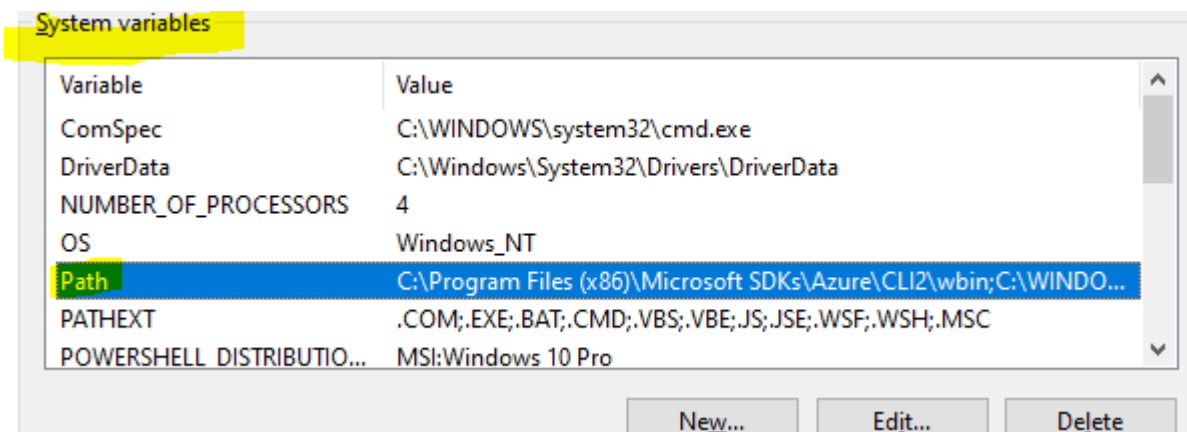 System variables
Variable Value
ComSpec C:\WINDOWS\system32\cmd.exe
DriverData C:\Windows\System32\Drivers\DriverData
NUMBER_OF_PROCESSORS 4
OS Windows_NT
Path C:\Program Files (x86)\Microsoft SDKs\Azure\CLI2\wbin;C:\WINDO...
PATHEXT .COM;.EXE;.BAT;.CMD;.VBS;.VBE;.JS;.JSE;.WSF;.WSH;.MSC
POWERSHELL_DISTRIBUTIO... MSI:Windows 10 Pro
New... Edit... Delete